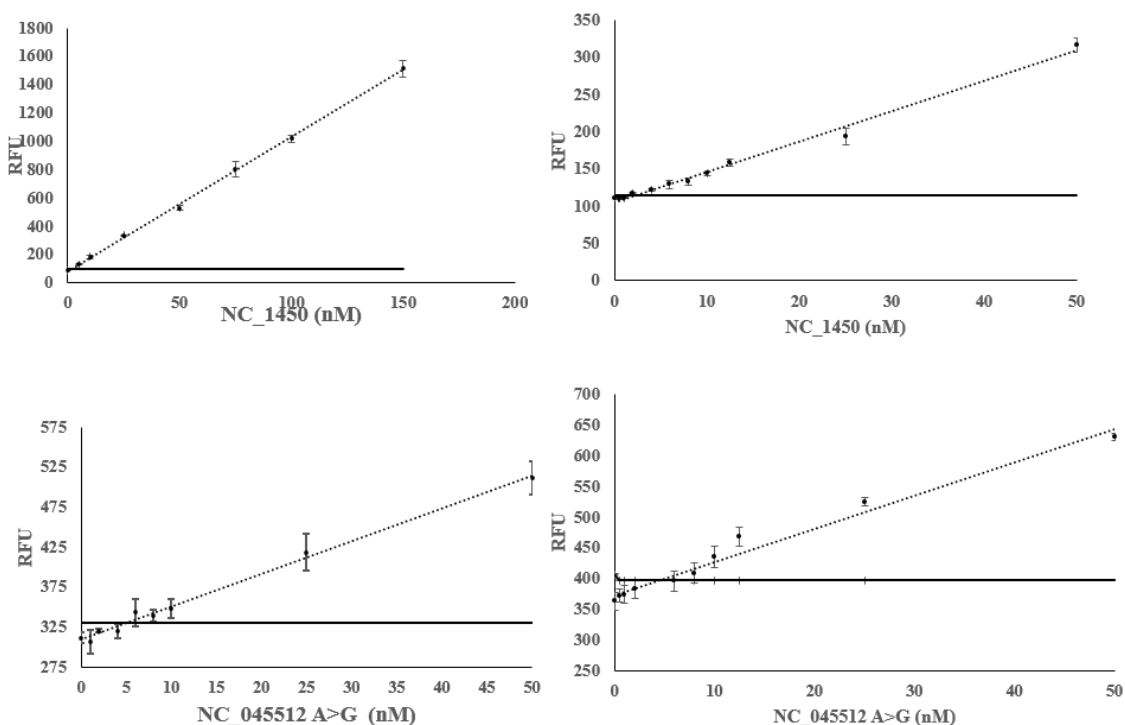 1800
1600
1400
1200
1000
800
600
400
200
0
RFU
0 50 100 150 200
NC_1450 (nM)
350
300
250
200
150
100
50
0
RFU
0 10 20 30 40 50
NC_1450 (nM)
575
525
475
425
375
325
275
RFU
0 5 10 15 20 25 30 35 40 45 50
NC_045512 A>G (nM)
700
650
600
550
500
450
400
350
300
250
RFU
0 10 20 30 40 50
NC_045512 A>G (nM)